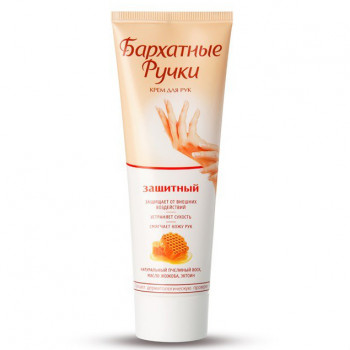 Бархатные
Ручки
КРЕМ ДЛЯ РУК
ЗАЩИТНЫЙ
ЗАЩИЩАЕТ ОТ ВНЕШНИХ
ВОЗДЕЙСТВИЙ
УСТРАНЯЕТ СУХОСТЬ
СМЯГЧАЕТ КОЖУ РУК
НАТУРАЛЬНЫЙ ПЧЕЛИНЫЙ ВОСК,
МАСЛО ЖОЖОБА, ЭКТОИН